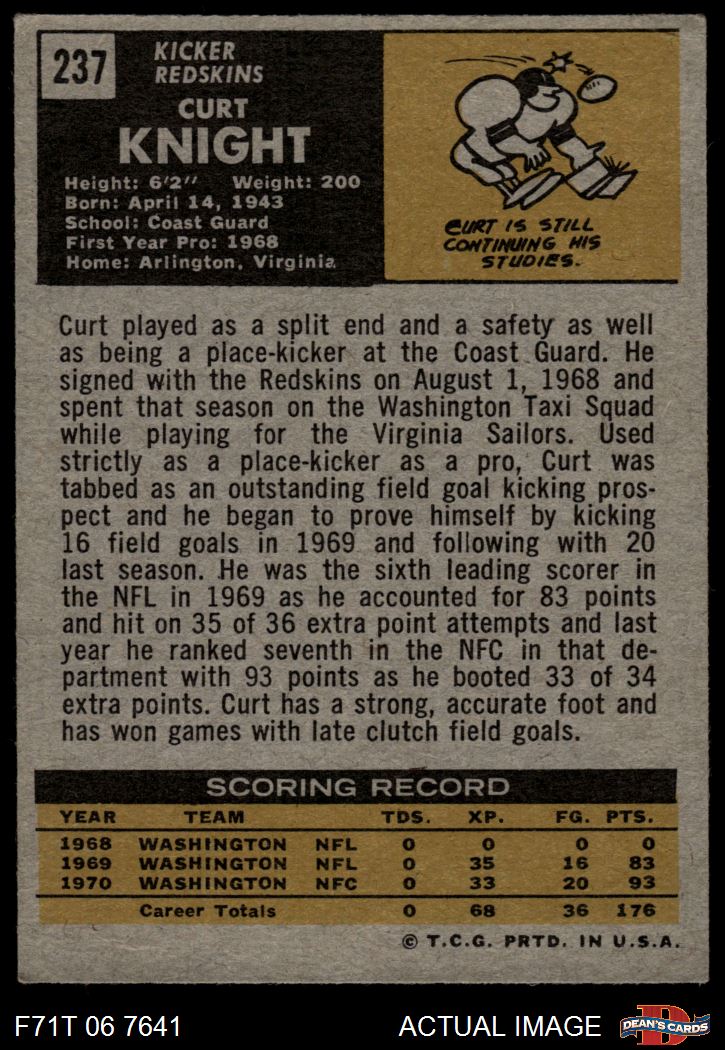 237
KICKER
REDSKINS
CURT
KNIGHT
Height: 6'2" Weight: 200
Born: April 14, 1943
School: Coast Guard
First Year Pro: 1968
Home: Arlington, Virginia
NFL
CURT IS STILL
CONTINUING HIS
STUDIES.
Curt played as a split end and a safety as well
as being a place-kicker at the Coast Guard. He
signed with the Redskins on August 1, 1968 and
spent that season on the Washington Taxi Squad
while playing for the Virginia Sailors. Used
strictly as a place-kicker as a pro, Curt was
tabbed as an outstanding field goal kicking pros-
pect and he began to prove himself by kicking
16 field goals in 1969 and following with 20
last season. He was the sixth leading scorer in
the NFL in 1969 as he accounted for 83 points
and hit on 35 of 36 extra point attempts and last
year he ranked seventh in the NFC in that de-
partment with 93 points as he booted 33 of 34
extra points. Curt has a strong, accurate foot and
has won games with late clutch field goals.
SCORING RECORD
YEAR TEAM TDS. XP. FG. PTS.
1968 WASHINGTON NFL 0 0 0 0
1969 WASHINGTON NFL 0 35 16 83
1970 WASHINGTON NFC 0 33 20 93
Career Totals 0 68 36 176
© T.C.G. PRTD. IN U.S.A.
F71T 06 7641 ACTUAL IMAGE D DEAN'S CARDS